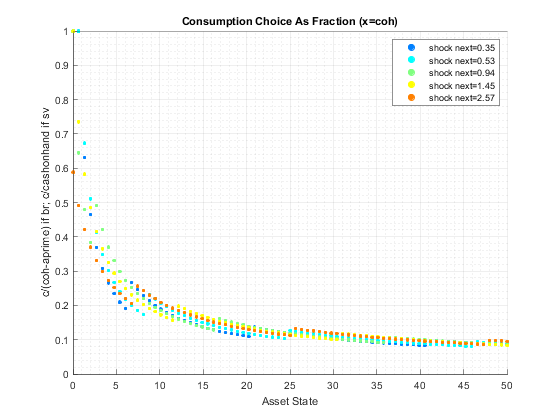 Consumption Choice As Fraction (x=coh)
c/(coh-aprime) if br; c/cashonhand if sv
1
0.9
0.8
0.7
0.6
0.5
0.4
0.3
0.2
0.1
0
shock next=0.35
shock next=0.53
shock next=0.94
shock next=1.45
shock next=2.57
0 5 10 15 20 25 30 35 40 45 50
Asset State